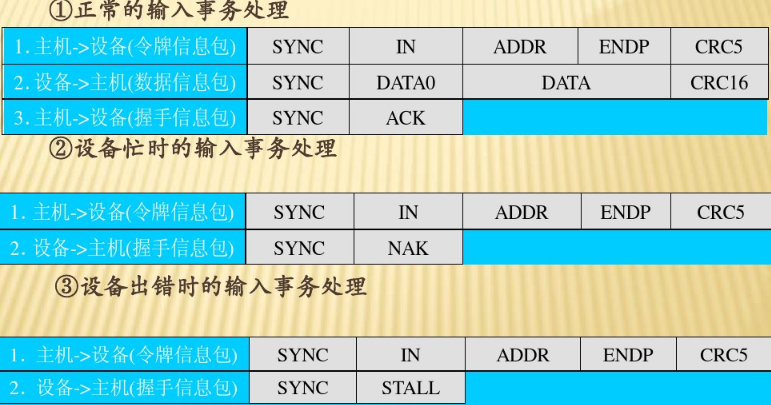 ①正常的输入事务处理
1.主机->设备(令牌信息包) SYNC IN ADDR ENDP CRC5
2.设备->主机(数据信息包) SYNC DATA0 DATA CRC16
3.主机->设备(握手信息包) SYNC ACK
②设备忙时的输入事务处理
1. 主机->设备(令牌信息包) SYNC IN ADDR ENDP CRC5
2. 设备->主机(握手信息包) SYNC NAK
③设备出错时的输入事务处理
1. 主机->设备(令牌信息包) SYNC IN ADDR ENDP CRC5
2. 设备->主机(握手信息包) SYNC STALL